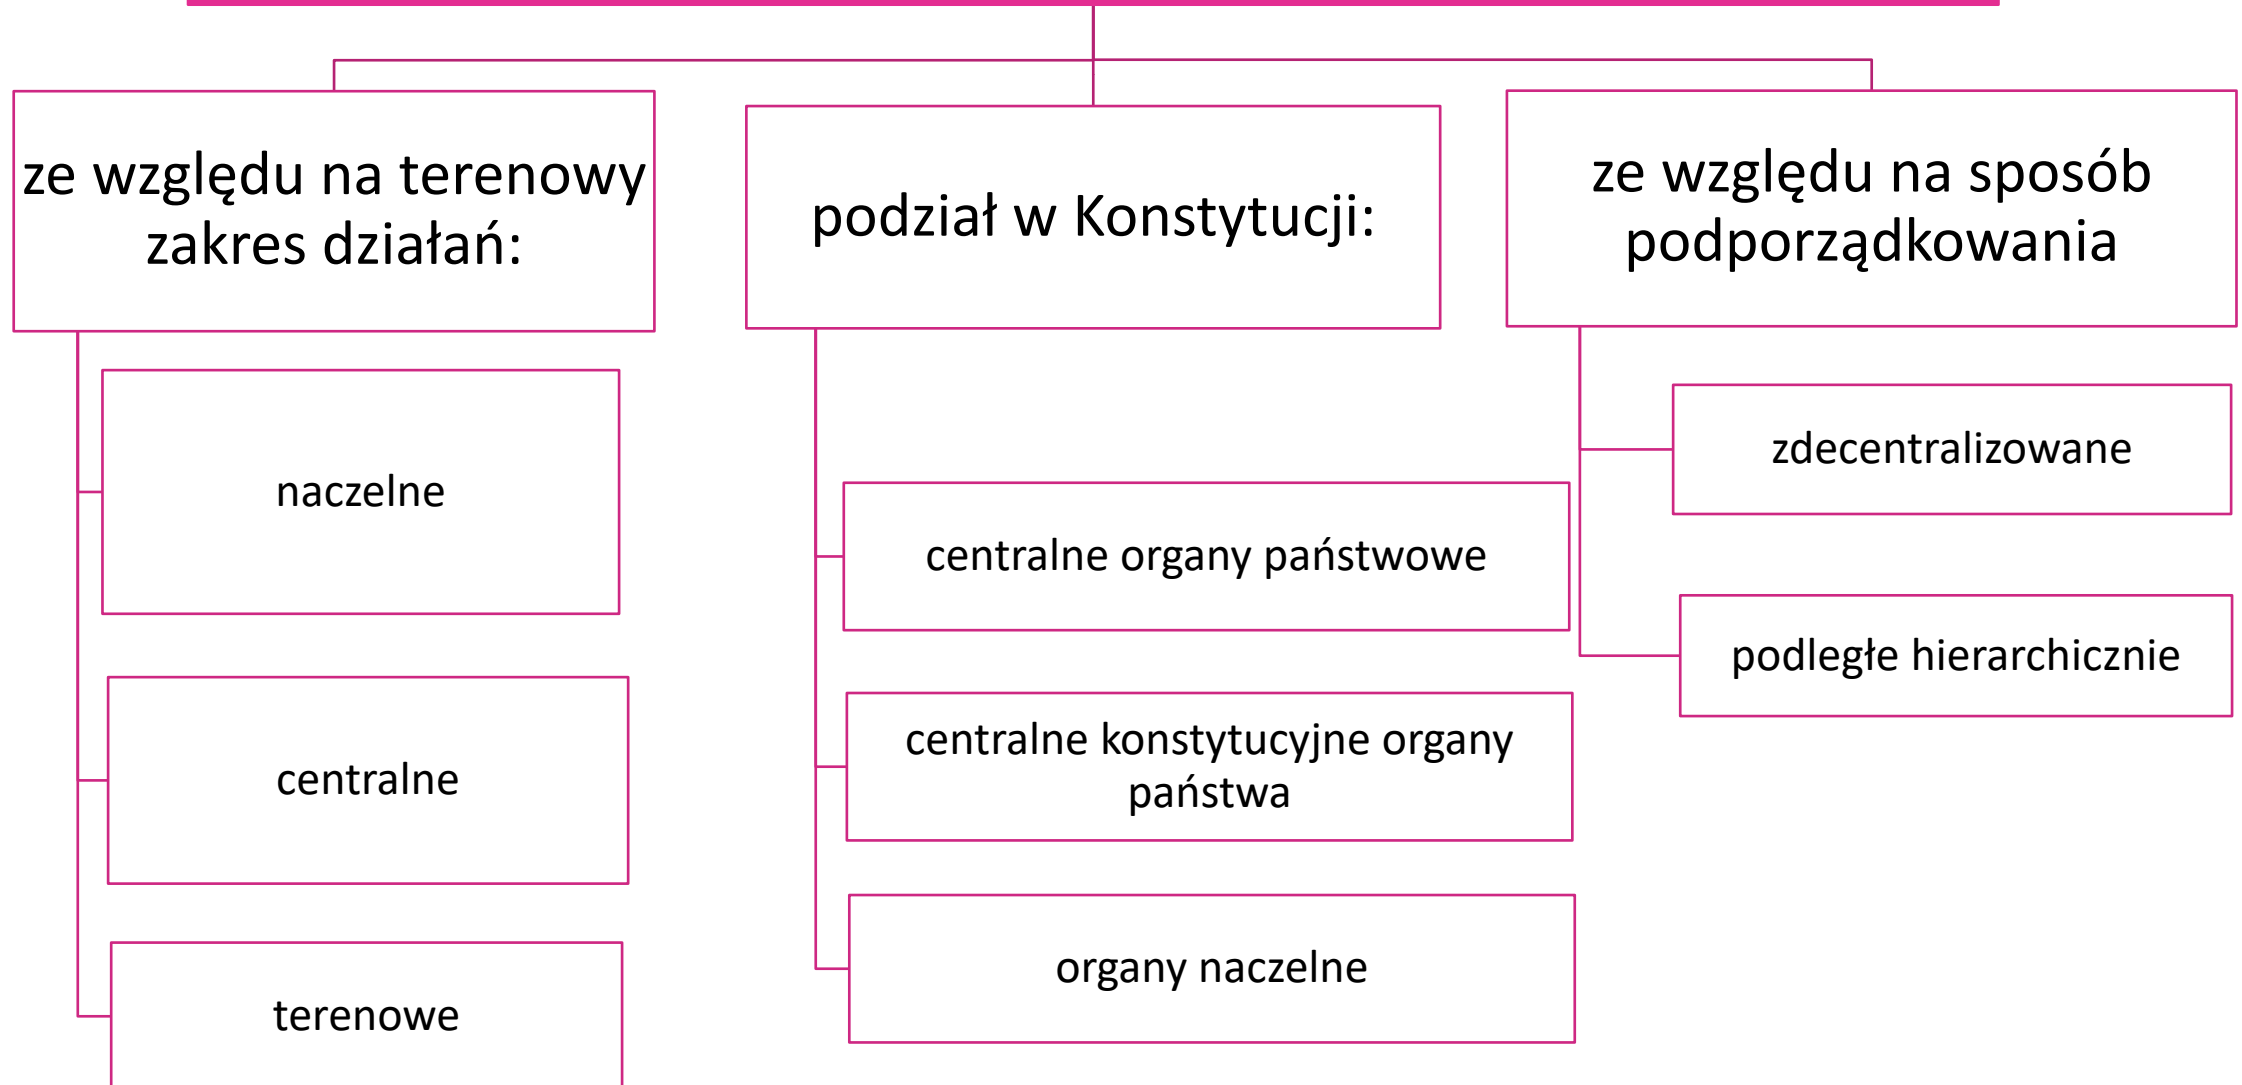 ze względu na terenowy
zakres działań:
naczelne
centralne
terenowe
podział w Konstytucji:
centralne organy państwowe
centralne konstytucyjne organy
państwa
organy naczelne
ze względu na sposób
podporządkowania
zdecentralizowane
podległe hierarchicznie